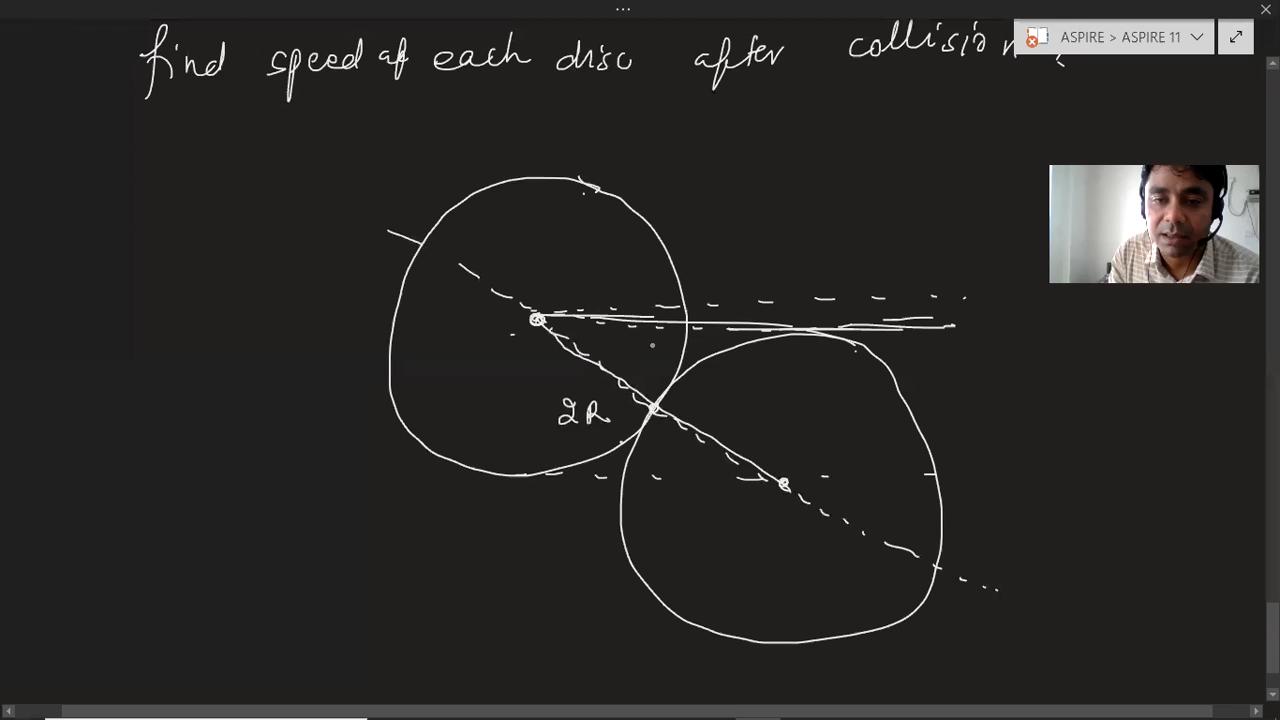 find speed of each disc after collision
ASPIRE > ASPIRE 11
2R